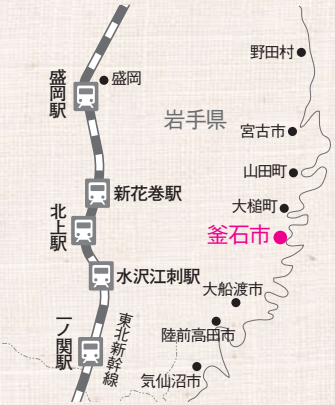 野田村
盛岡
盛岡駅
岩手県
宮古市
山田町
新花巻駅
大槌町
北上駅
釜石市
水沢江刺駅
大船渡市
東北新幹線
一ノ関駅
陸前高田市
気仙沼市